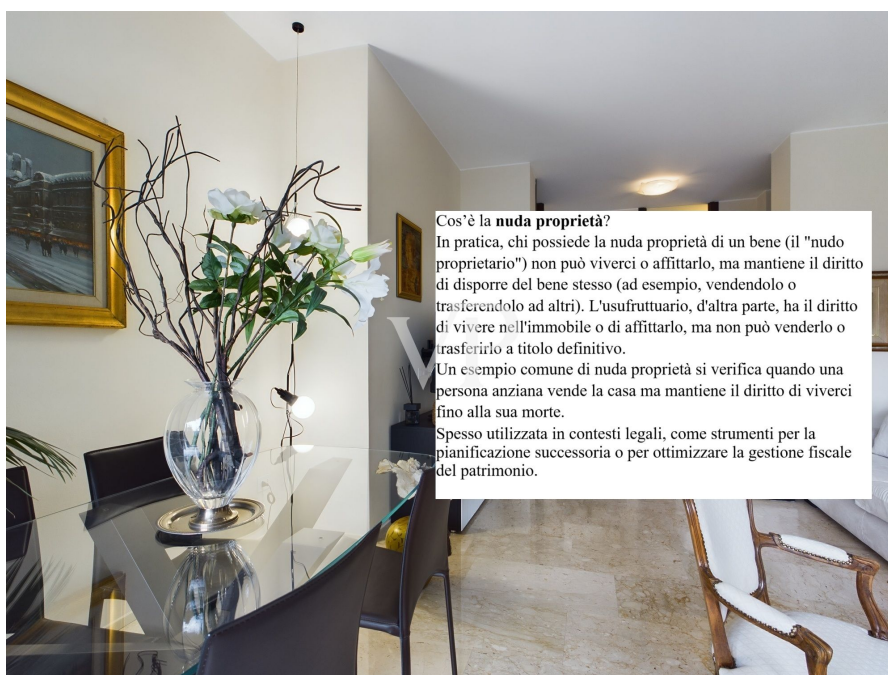 Cos’è la nuda proprietà?
In pratica, chi possiede la nuda proprietà di un bene (il "nudo
proprietario") non può viverci o affittarlo, ma mantiene il diritto
di disporre del bene stesso (ad esempio, vendendolo o
trasferendolo ad altri). L'usufruttuario, d'altra parte, ha il diritto
di vivere nell'immobile o di affittarlo, ma non può venderlo o
trasferirlo a titolo definitivo.
Un esempio comune di nuda proprietà si verifica quando una
persona anziana vende la casa ma mantiene il diritto di viverci
fino alla sua morte.
Spesso utilizzata in contesti legali, come strumenti per la
pianificazione successoria o per ottimizzare la gestione fiscale
del patrimonio.
VP